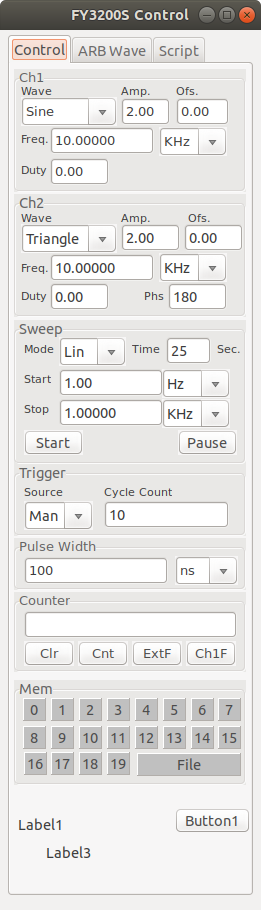 FY3200S Control
Control ARB Wave Script
Ch1
Wave Amp. Ofs.
Sine 2.00 0.00
Freq. 10.00000 KHz
Duty 0.00
Ch2
Wave Amp. Ofs.
Triangle 2.00 0.00
Freq. 10.00000 KHz
Duty 0.00 Phs 180
Sweep
Mode Lin Time 25 Sec.
Start 1.00 Hz
Stop 1.00000 KHz
Start Pause
Trigger
Source Cycle Count
Man 10
Pulse Width
100 ns
Counter
Clr Cnt ExtF Ch1F
Mem
0 1 2 3 4 5 6 7
8 9 10 11 12 13 14 15
16 17 18 19 File
Label1 Button1
Label3